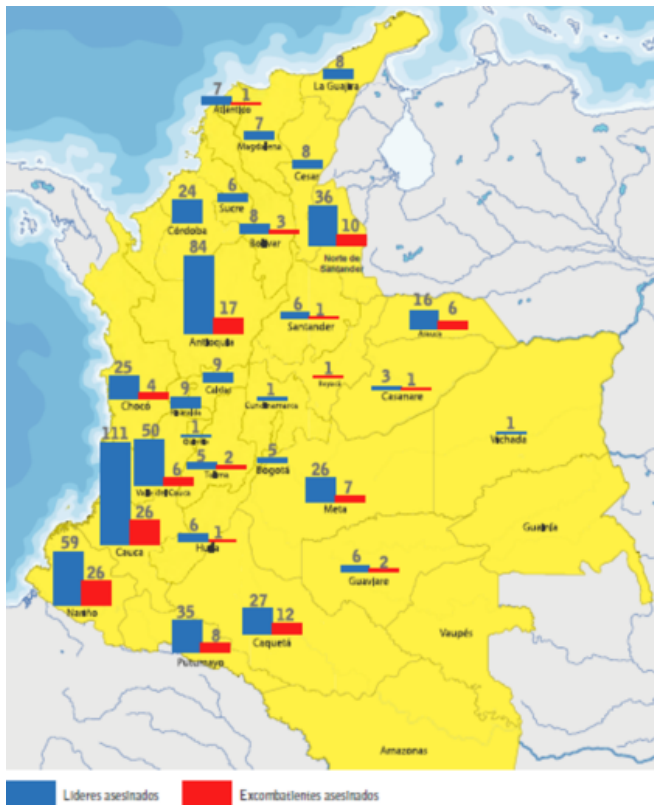 8
La Guajira
7 1
Atlántico
7
Magdalena
8
Cesar
6
Sucre
24
Córdoba
8 3
Bolívar
36 10
Norte de
Santander
84 17
Antioquia
6 1
Santander
16 6
Arauca
25 4
Chocó
9
Caldas
9
Risaralda
1
Cundinamarca
1
Boyacá
3 1
Casanare
1
Vichada
1
Quindío
111 26
Cauca
50 6
Valle del Cauca
5 2
Tolima
5
Bogotá
26 7
Meta
Guainía
6 1
Huila
59 26
Nariño
6 2
Guaviare
35 8
Putumayo
27 12
Caquetá
Vaupés
Amazonas
Líderes asesinados
Excombatientes asesinados